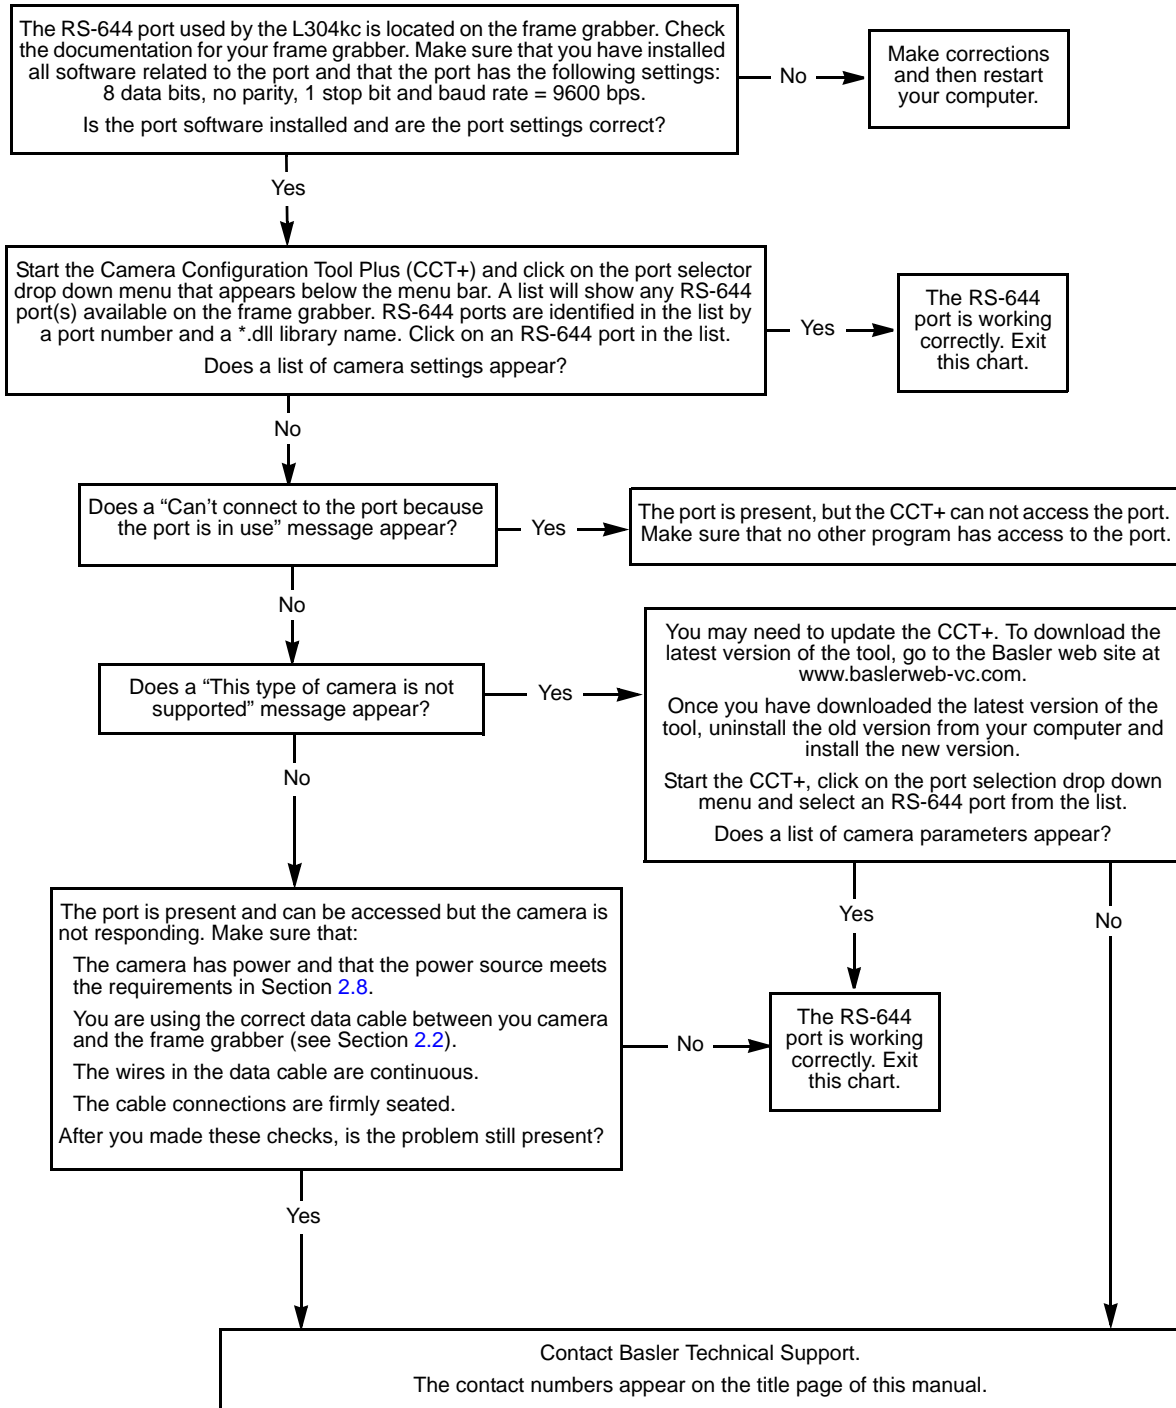 The RS-644 port used by the L304kc is located on the frame grabber. Check
the documentation for your frame grabber. Make sure that you have installed
all software related to the port and that the port has the following settings:
8 data bits, no parity, 1 stop bit and baud rate = 9600 bps.
Is the port software installed and are the port settings correct?
No
Make corrections
and then restart
your computer.
Yes
Start the Camera Configuration Tool Plus (CCT+) and click on the port selector
drop down menu that appears below the menu bar. A list will show any RS-644
port(s) available on the frame grabber. RS-644 ports are identified in the list by
a port number and a *.dll library name. Click on an RS-644 port in the list.
Does a list of camera settings appear?
Yes
The RS-644
port is working
correctly. Exit
this chart.
No
Does a “Can’t connect to the port because
the port is in use” message appear?
Yes
The port is present, but the CCT+ can not access the port.
Make sure that no other program has access to the port.
No
Does a “This type of camera is not
supported” message appear?
Yes
You may need to update the CCT+. To download the
latest version of the tool, go to the Basler web site at
www.baslerweb-vc.com.
Once you have downloaded the latest version of the
tool, uninstall the old version from your computer and
install the new version.
Start the CCT+, click on the port selection drop down
menu and select an RS-644 port from the list.
Does a list of camera parameters appear?
No
The port is present and can be accessed but the camera is
not responding. Make sure that:
The camera has power and that the power source meets
the requirements in Section 2.8.
You are using the correct data cable between you camera
and the frame grabber (see Section 2.2).
The wires in the data cable are continuous.
The cable connections are firmly seated.
After you made these checks, is the problem still present?
No
Yes
No
The RS-644
port is working
correctly. Exit
this chart.
Yes
Contact Basler Technical Support.
The contact numbers appear on the title page of this manual.